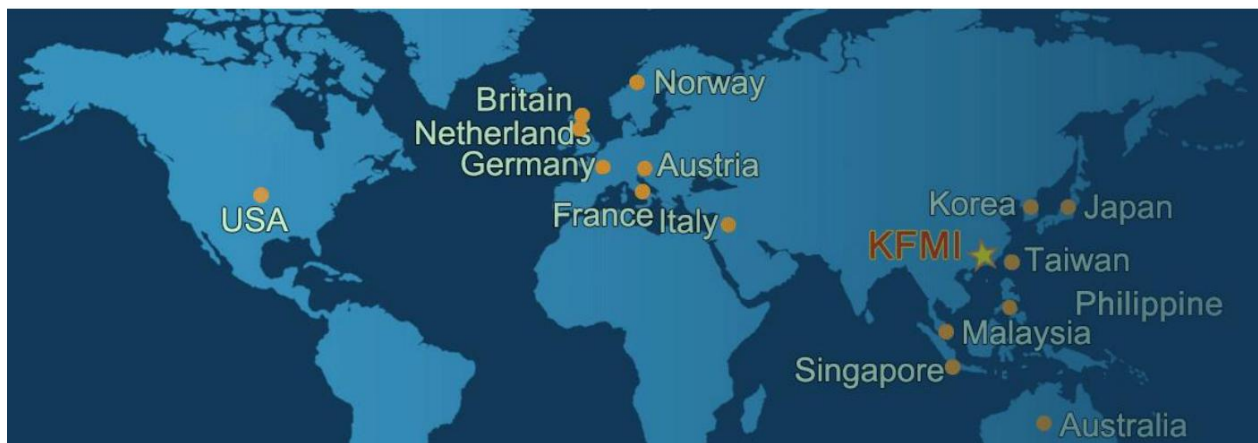 Norway
Britain
Netherlands
Germany
Austria
USA
France
Italy
Korea
Japan
KFMI
Taiwan
Philippine
Malaysia
Singapore
Australia